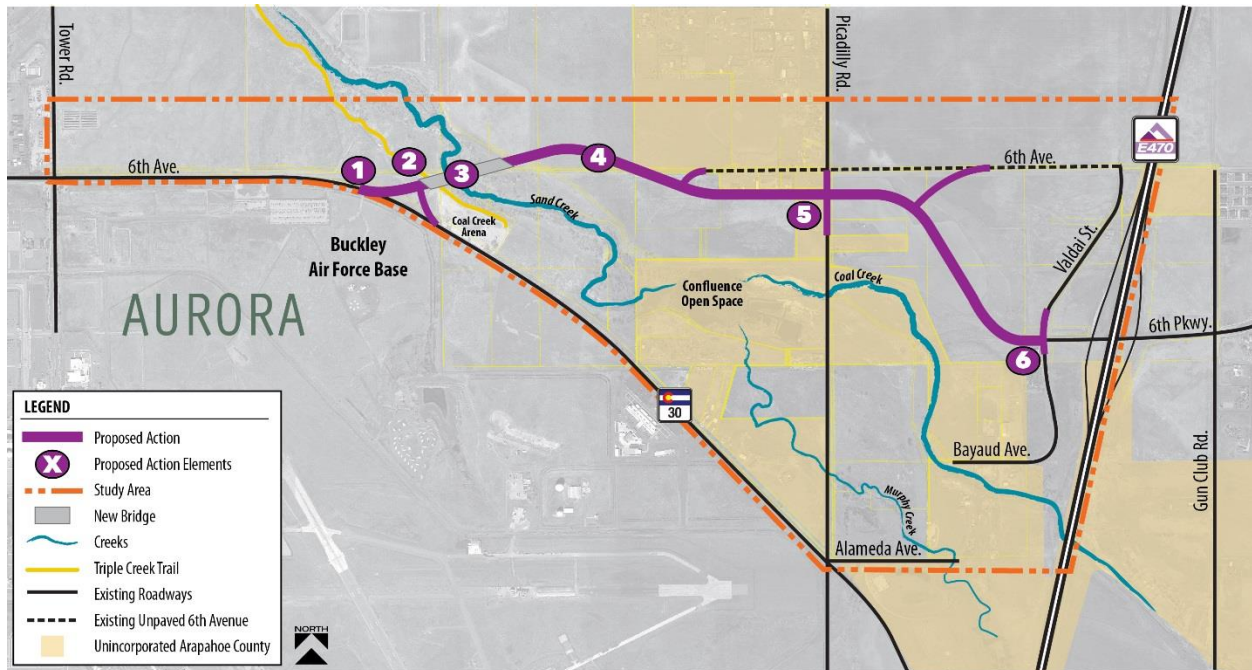 Tower Rd.
Picadilly Rd.
E470
6th Ave.
1
2
3
4
6th Ave.
5
Sand Creek
Coal Creek
Arena
Buckley
Air Force Base
AURORA
Confluence
Open Space
Coal Creek
Valdai St.
6th Pkwy.
6
30
Bayaud Ave.
Gun Club Rd.
Murphy Creek
Alameda Ave.
LEGEND
Proposed Action
X Proposed Action Elements
Study Area
New Bridge
Creeks
Triple Creek Trail
Existing Roadways
Existing Unpaved 6th Avenue
Unincorporated Arapahoe County
NORTH